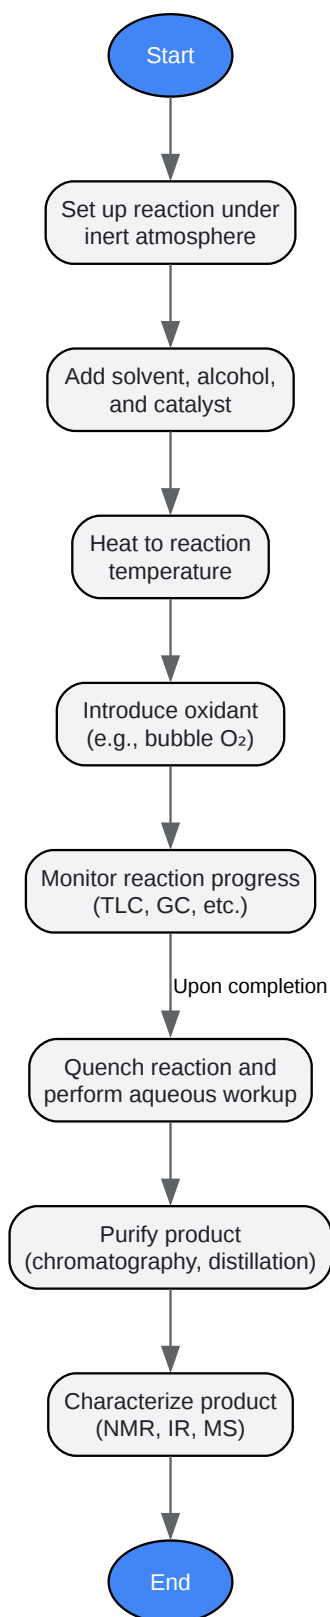 Start
Set up reaction under
inert atmosphere
Add solvent, alcohol,
and catalyst
Heat to reaction
temperature
Introduce oxidant
(e.g., bubble O₂)
Monitor reaction progress
(TLC, GC, etc.)
Upon completion
Quench reaction and
perform aqueous workup
Purify product
(chromatography, distillation)
Characterize product
(NMR, IR, MS)
End